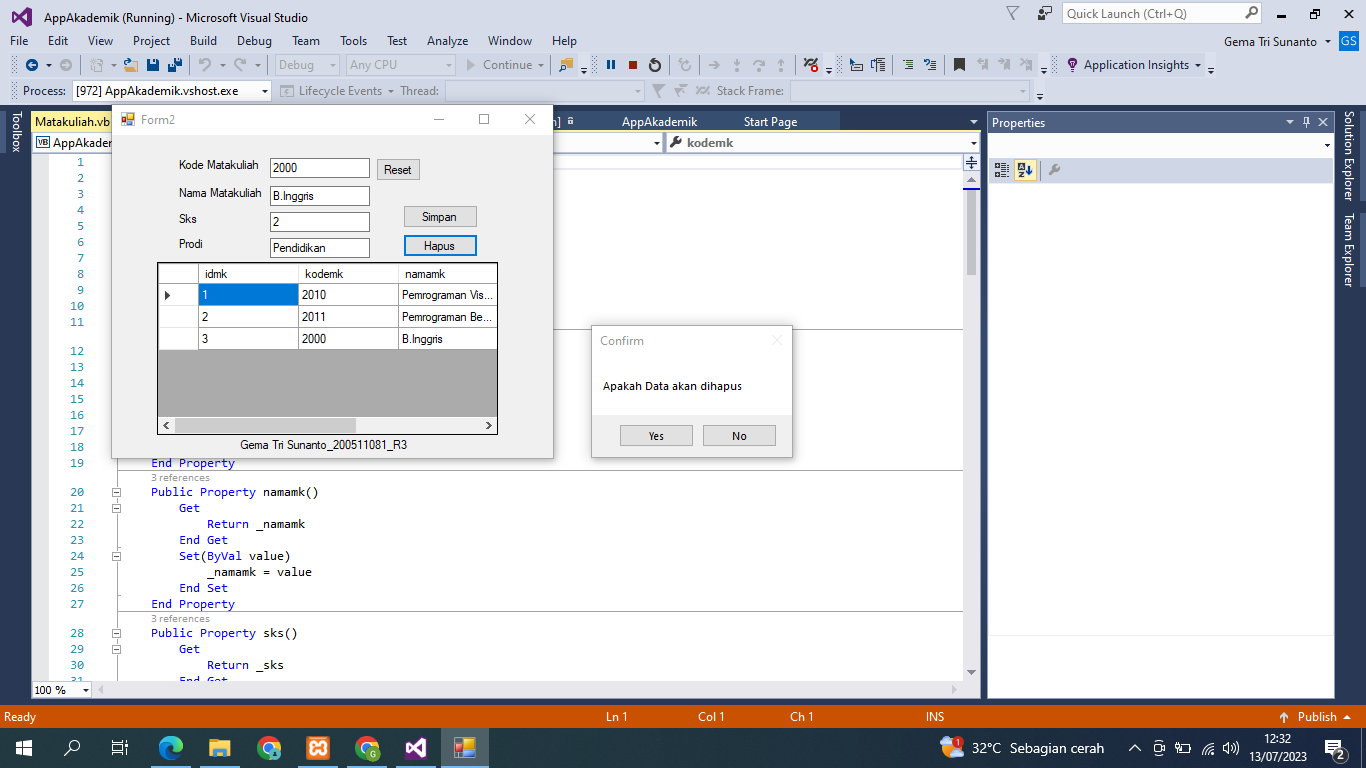 AppAkademik (Running) - Microsoft Visual Studio
Quick Launch (Ctrl+Q)
File Edit View Project Build Debug Team Tools Test Analyze Window Help
Gema Tri Sunanto GS
Debug Any CPU Continue Application Insights
Process: [972] AppAkademik.vshost.exe Lifecycle Events Thread: Stack Frame:
Toolbox
Matakuliah.vb
AppAkademik Start Page
AppAkader
kodemk
Form2
Kode Matakuliah 2000 Reset
Nama Matakuliah B.Inggris
Sks 2 Simpan
Prodi Pendidikan Hapus
idmk kodemk namamk
1 2010 Pemrograman Vis...
2 2011 Pemrograman Be...
3 2000 B.Inggris
Gema Tri Sunanto_200511081_R3
Confirm
Apakah Data akan dihapus
Yes No
1
2
3
4
5
6
7
8
9
10
11
12
13
14
15
16
17
18
19 End Property
3 references
20 Public Property namamk()
21 Get
22 Return _namamk
23 End Get
24 Set(ByVal value)
25 _namamk = value
26 End Set
27 End Property
3 references
28 Public Property sks()
29 Get
30 Return _sks
31 End Get
100 %
Properties
Solution Explorer
Team Explorer
Ready Ln 1 Col 1 Ch 1 INS Publish
1 32°C Sebagian cerah
12:32
13/07/2023
2